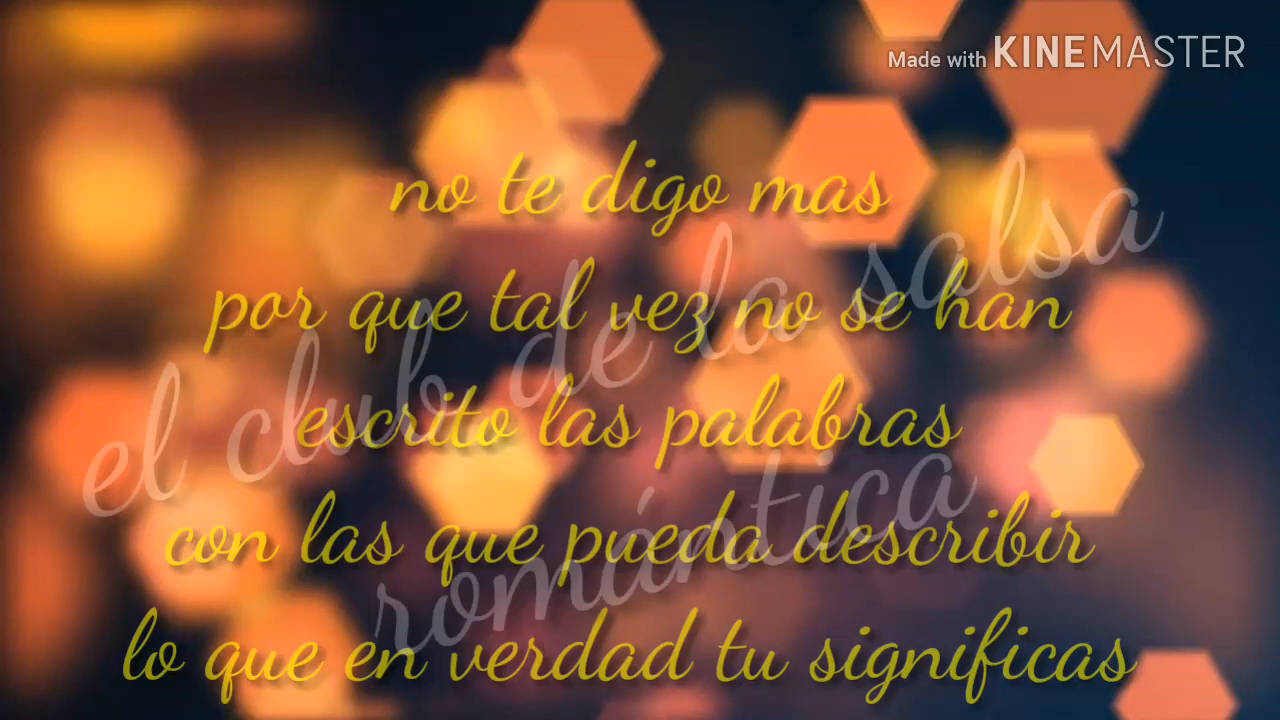 Made with KINEMASTER
no te digo mas
por que tal vez no se han
escrito las palabras
con las que pueda describir
lo que en verdad tu significas
el club de la salsa
romántica